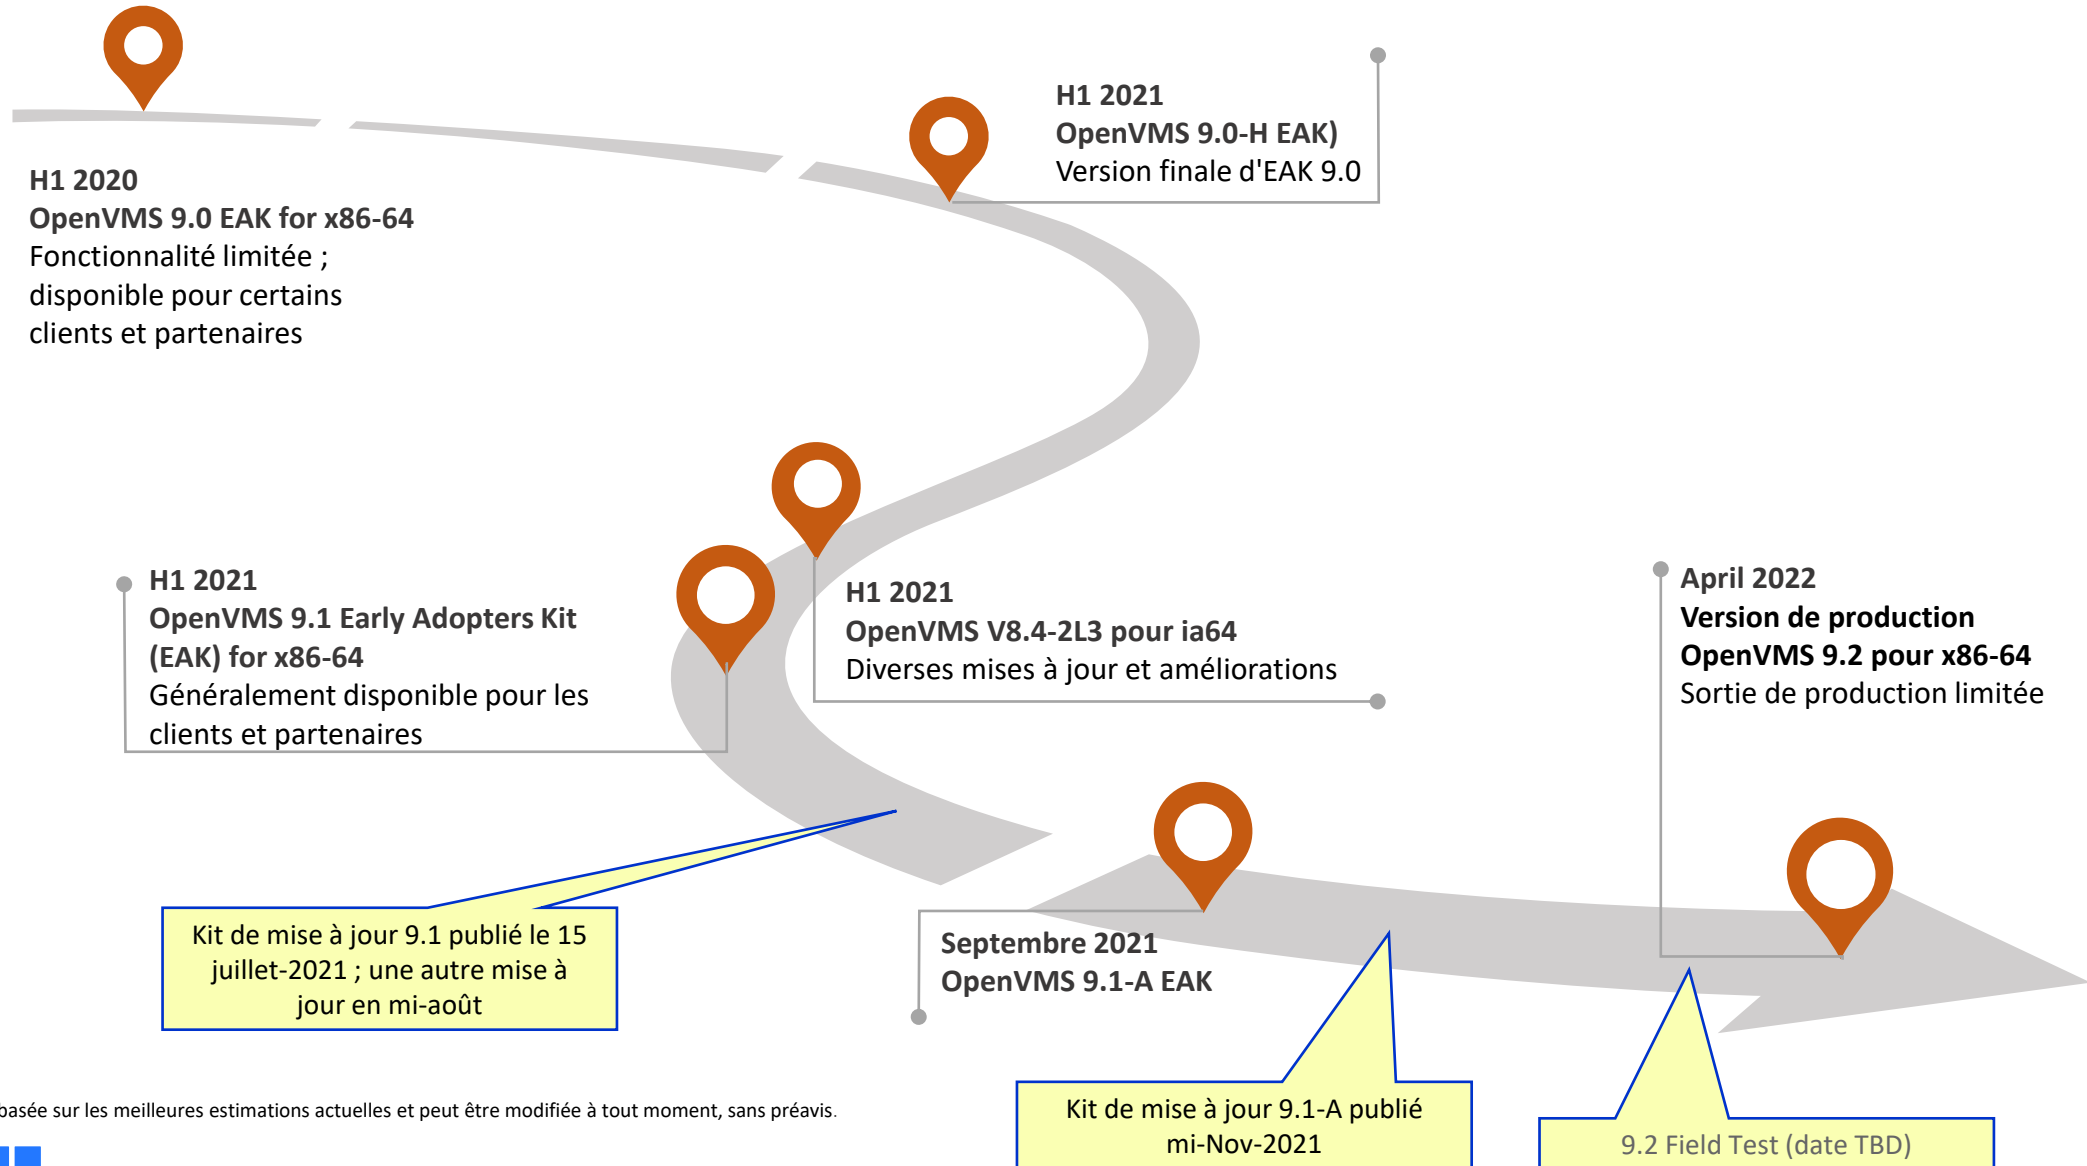 H1 2020
OpenVMS 9.0 EAK for x86-64
Fonctionnalité limitée ;
disponible pour certains
clients et partenaires
H1 2021
OpenVMS 9.0-H EAK)
Version finale d'EAK 9.0
H1 2021
OpenVMS 9.1 Early Adopters Kit
(EAK) for x86-64
Généralement disponible pour les
clients et partenaires
H1 2021
OpenVMS V8.4-2L3 pour ia64
Diverses mises à jour et améliorations
April 2022
Version de production
OpenVMS 9.2 pour x86-64
Sortie de production limitée
Kit de mise à jour 9.1 publié le 15
juillet-2021 ; une autre mise à
jour en mi-août
Septembre 2021
OpenVMS 9.1-A EAK
Kit de mise à jour 9.1-A publié
mi-Nov-2021
9.2 Field Test (date TBD)
basée sur les meilleures estimations actuelles et peut être modifiée à tout moment, sans préavis.